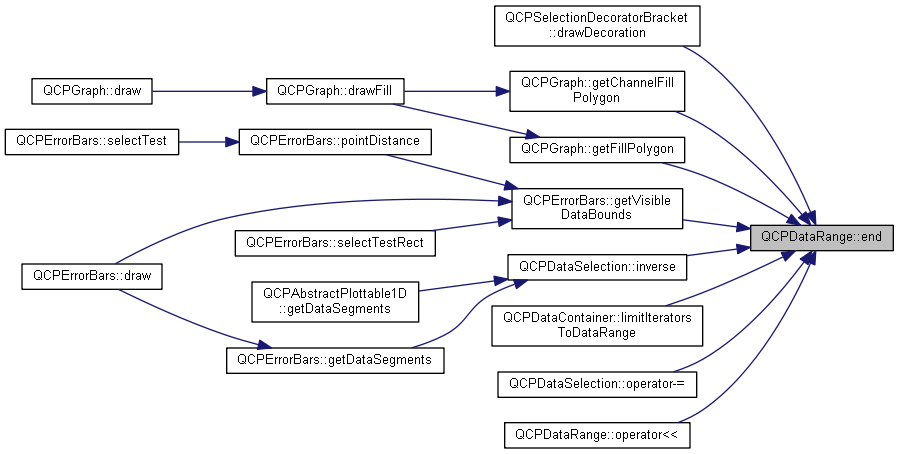 QCPSelectionDecoratorBracket
::drawDecoration
QCPGraph::draw
QCPGraph::drawFill
QCPGraph::getChannelFill
Polygon
QCPErrorBars::selectTest
QCPErrorBars::pointDistance
QCPGraph::getFillPolygon
QCPErrorBars::getVisible
DataBounds
QCPDataRange::end
QCPErrorBars::selectTestRect
QCPErrorBars::draw
QCPDataSelection::inverse
QCPAbstractPlottable1D
::getDataSegments
QCPDataContainer::limitIterators
ToDataRange
QCPErrorBars::getDataSegments
QCPDataSelection::operator-=
QCPDataRange::operator<<